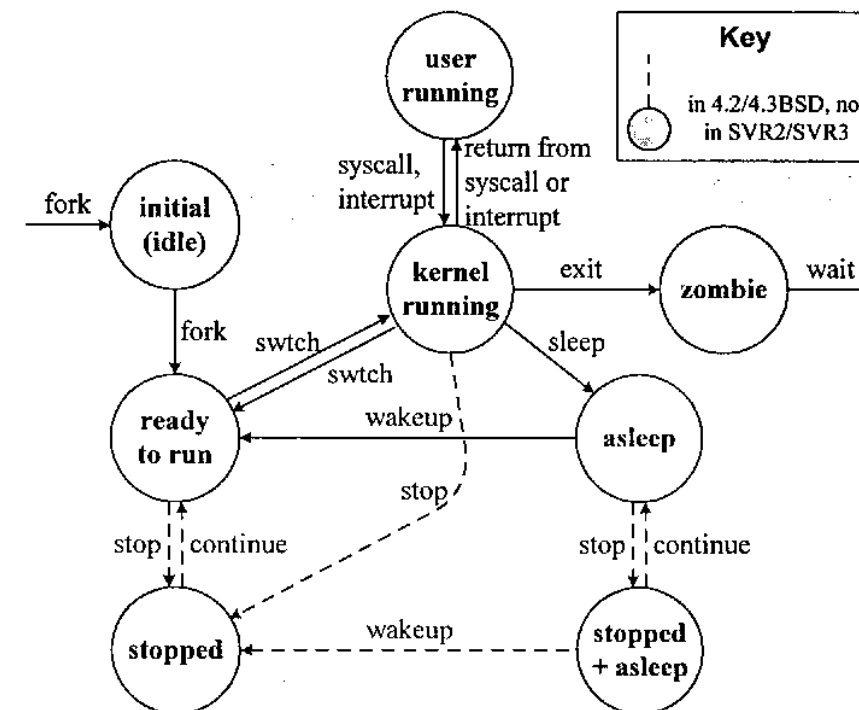 Key
in 4.2/4.3BSD, no
in SVR2/SVR3
user
running
syscall,
interrupt
return from
syscall or
interrupt
fork
initial
(idle)
kernel
running
exit
zombie
wait
fork
swtch
swtch
sleep
ready
to run
wakeup
asleep
stop
stop
continue
stop
continue
stopped
wakeup
stopped
+ asleep